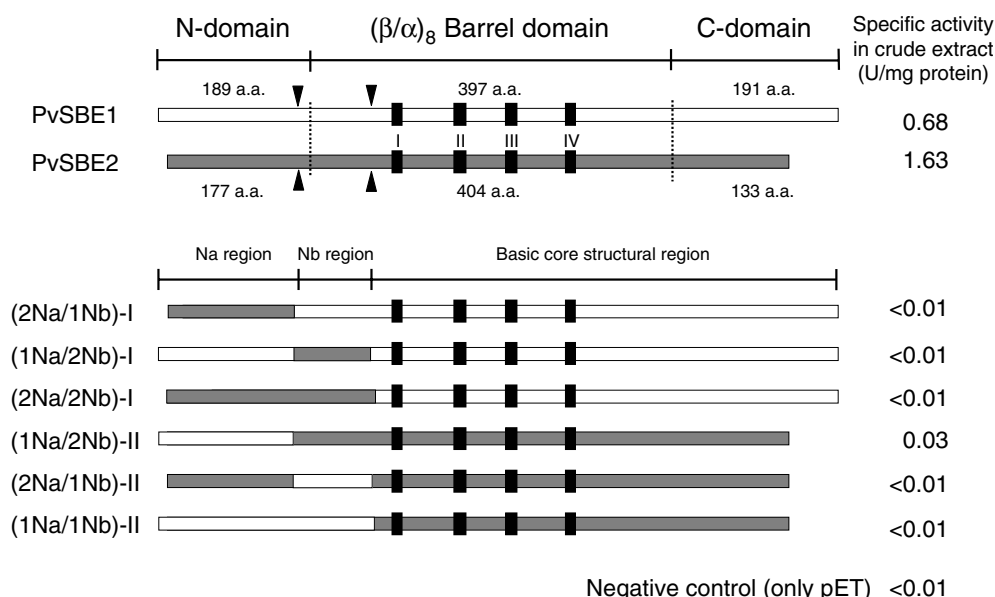 N-domain (β/α)8 Barrel domain C-domain
Specific activity
in crude extract
(U/mg protein)
189 a.a. 397 a.a. 191 a.a.
PvSBE1 0.68
I II III IV
PvSBE2 1.63
177 a.a. 404 a.a. 133 a.a.
Na region Nb region Basic core structural region
(2Na/1Nb)-I <0.01
(1Na/2Nb)-I <0.01
(2Na/2Nb)-I <0.01
(1Na/2Nb)-II 0.03
(2Na/1Nb)-II <0.01
(1Na/1Nb)-II <0.01
Negative control (only pET) <0.01